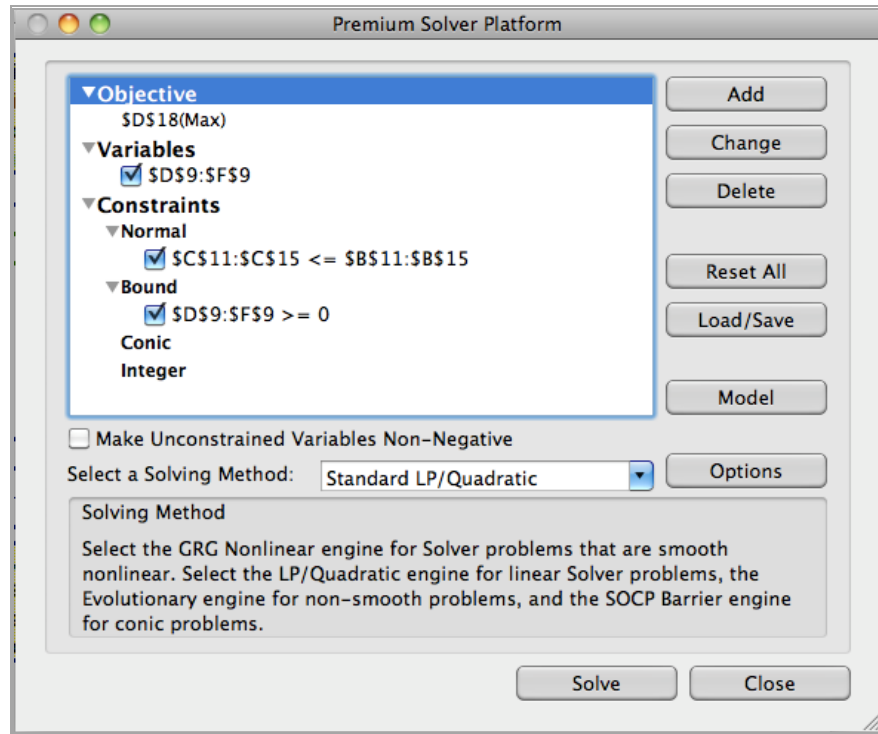 Premium Solver Platform
Objective
$D$18(Max)
Variables
$D$9:$F$9
Constraints
Normal
$C$11:$C$15 <= $B$11:$B$15
Bound
$D$9:$F$9 >= 0
Conic
Integer
Add
Change
Delete
Reset All
Load/Save
Model
Make Unconstrained Variables Non-Negative
Select a Solving Method:
Standard LP/Quadratic
Options
Solving Method
Select the GRG Nonlinear engine for Solver problems that are smooth
nonlinear. Select the LP/Quadratic engine for linear Solver problems, the
Evolutionary engine for non-smooth problems, and the SOCP Barrier engine
for conic problems.
Solve
Close